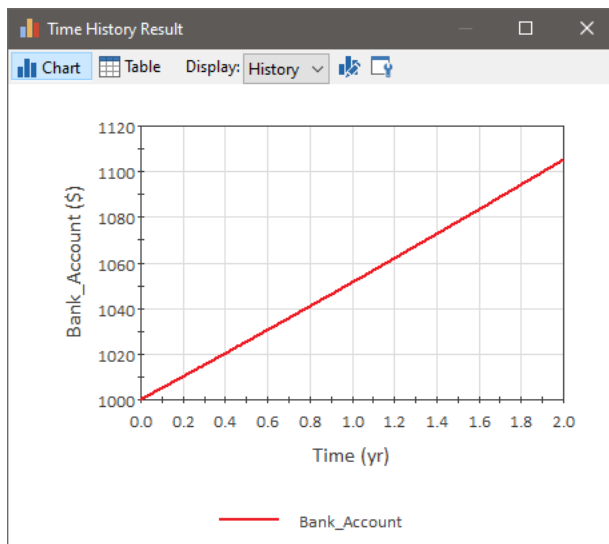 Time History Result
Chart Table Display: History
1120
1100
1080
1060
1040
1020
1000
Bank_Account ($)
0.0 0.2 0.4 0.6 0.8 1.0 1.2 1.4 1.6 1.8 2.0
Time (yr)
Bank_Account